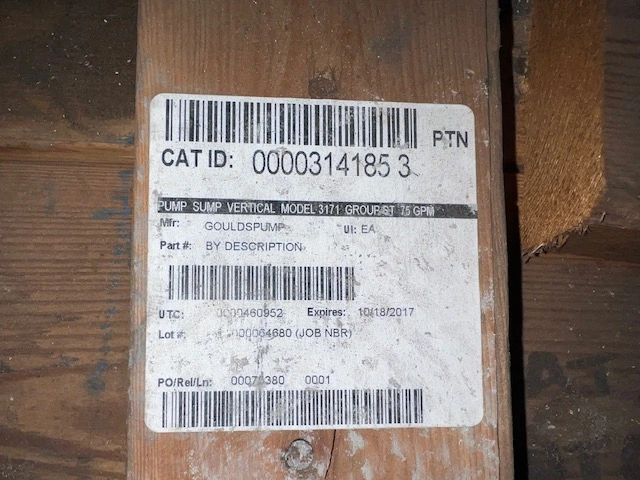 PTN
CAT ID: 0000314185 3
PUMP SUMP VERTICAL MODEL 3171 GROUP ST 75 GPM
Mfr: GOULDSPUMP UI: EA
Part #: BY DESCRIPTION
UTC: 0000460952 Expires: 10/18/2017
Lot #: (JOB NBR)
PO/Rel/Ln: 0001